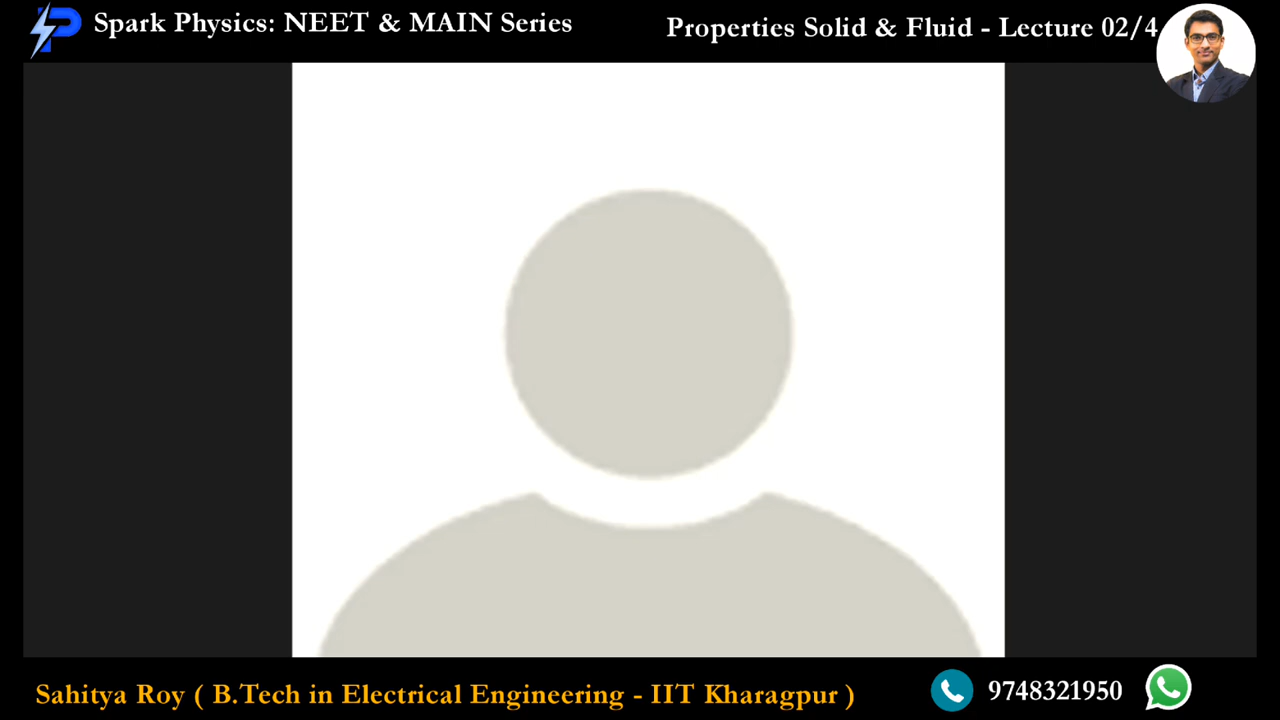 Spark Physics: NEET & MAIN Series
Properties Solid & Fluid - Lecture 02/4
Sahitya Roy ( B.Tech in Electrical Engineering - IIT Kharagpur )
9748321950